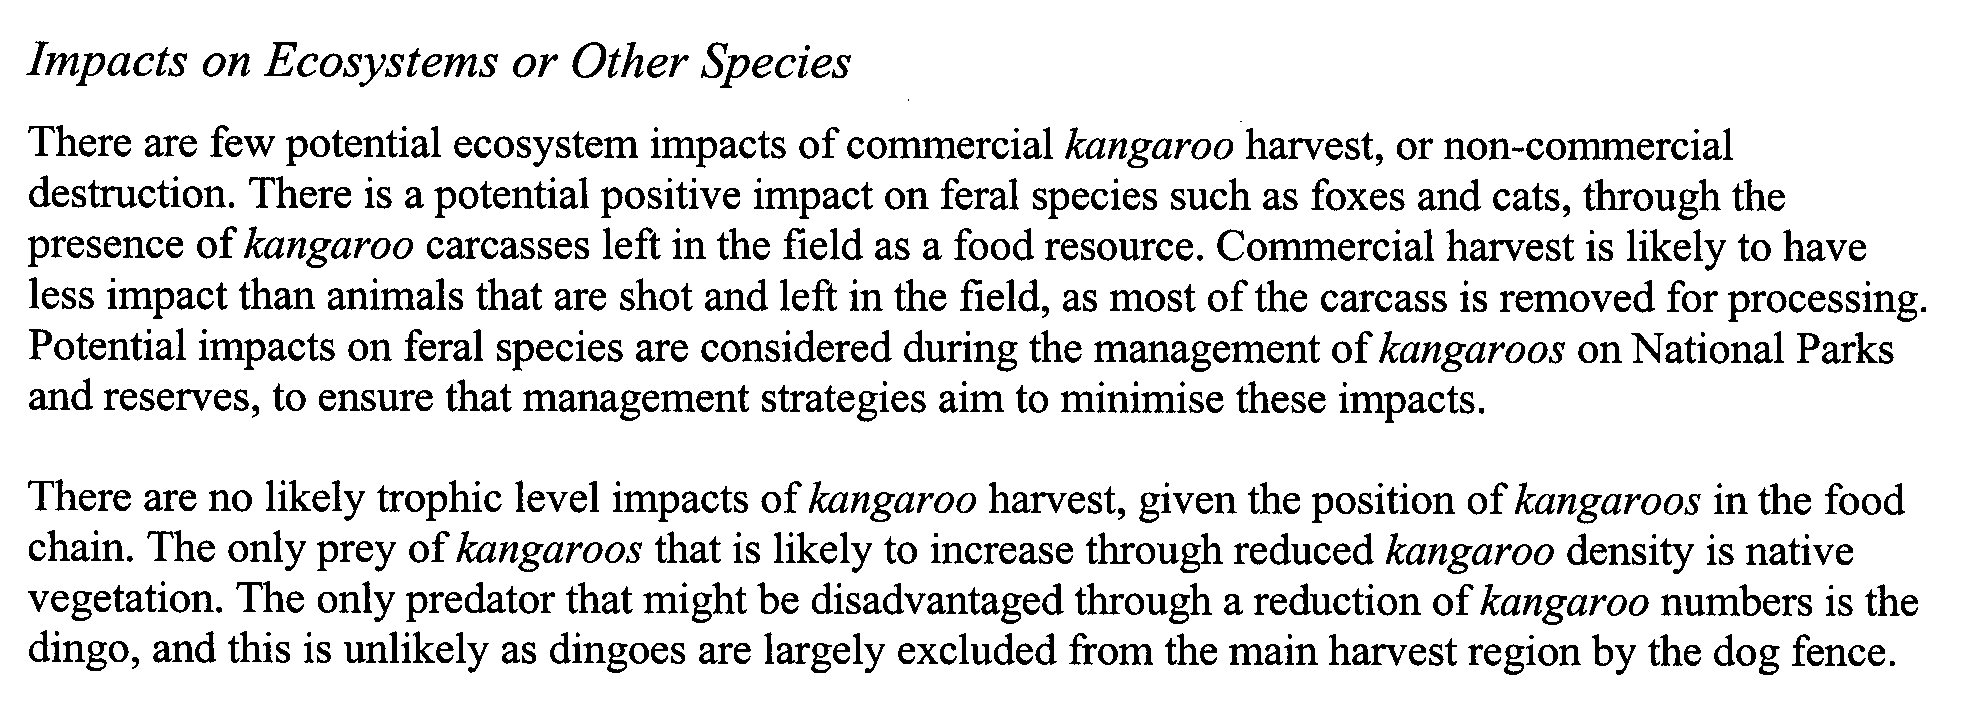 Impacts on Ecosystems or Other Species
There are few potential ecosystem impacts of commercial kangaroo harvest, or non-commercial
destruction. There is a potential positive impact on feral species such as foxes and cats, through the
presence of kangaroo carcasses left in the field as a food resource. Commercial harvest is likely to have
less impact than animals that are shot and left in the field, as most of the carcass is removed for processing.
Potential impacts on feral species are considered during the management of kangaroos on National Parks
and reserves, to ensure that management strategies aim to minimise these impacts.
There are no likely trophic level impacts of kangaroo harvest, given the position of kangaroos in the food
chain. The only prey of kangaroos that is likely to increase through reduced kangaroo density is native
vegetation. The only predator that might be disadvantaged through a reduction of kangaroo numbers is the
dingo, and this is unlikely as dingoes are largely excluded from the main harvest region by the dog fence.